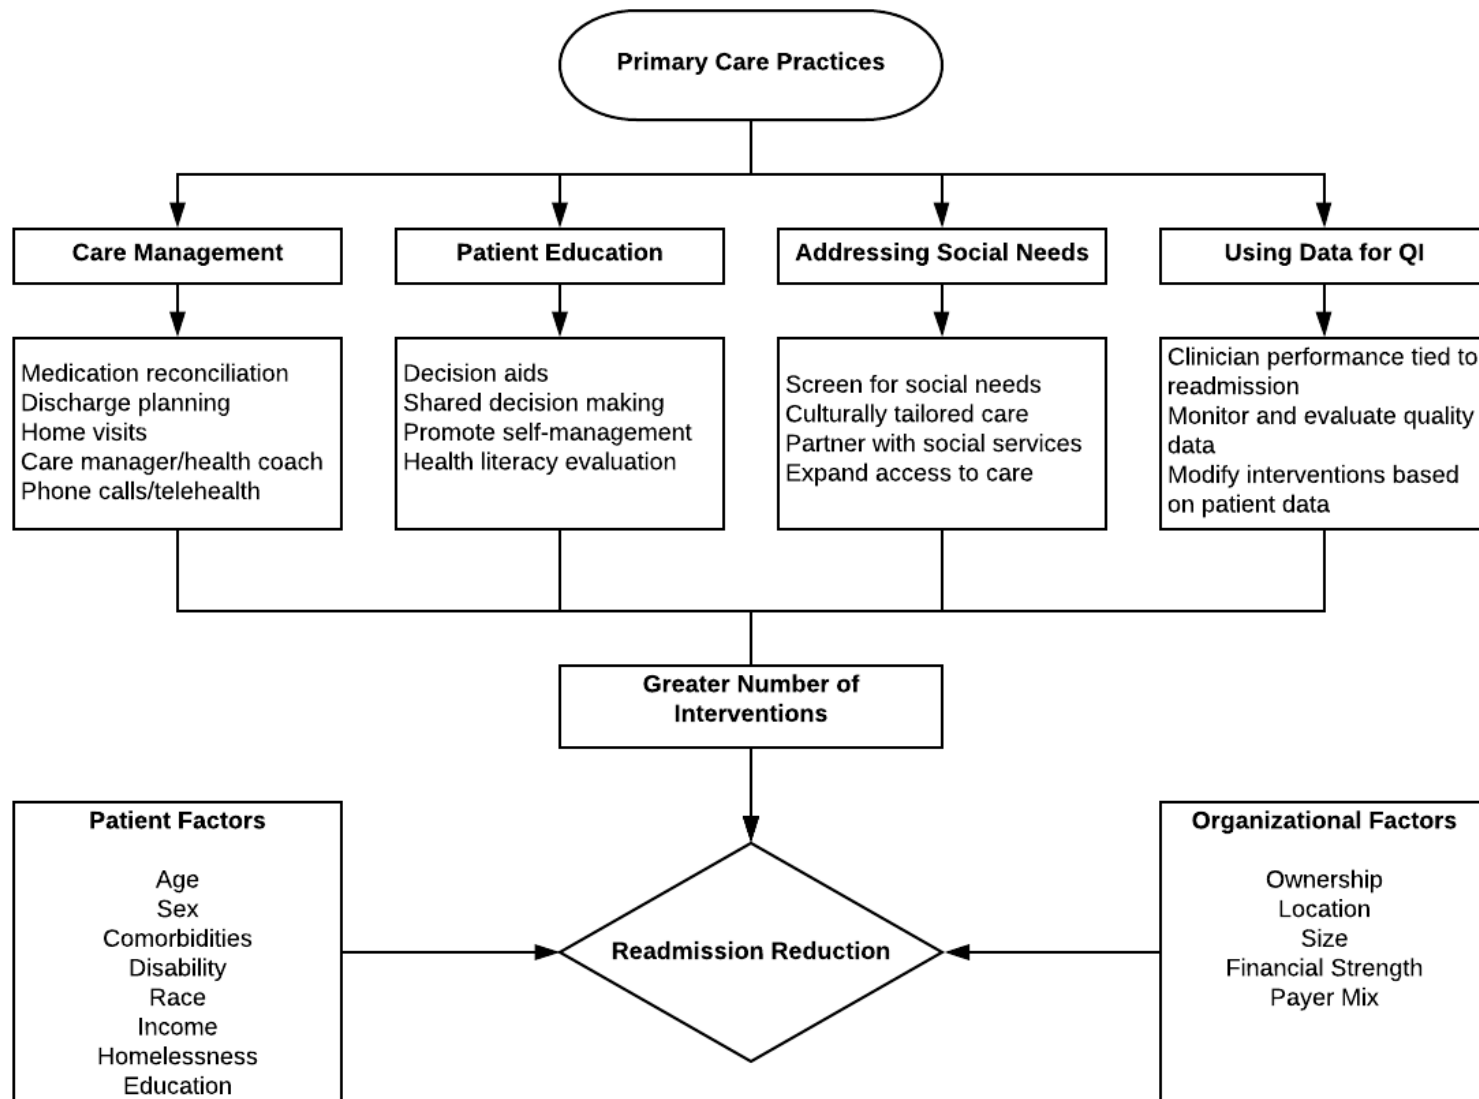 Primary Care Practices
Care Management
Patient Education
Addressing Social Needs
Using Data for QI
Medication reconciliation
Discharge planning
Home visits
Care manager/health coach
Phone calls/telehealth
Decision aids
Shared decision making
Promote self-management
Health literacy evaluation
Screen for social needs
Culturally tailored care
Partner with social services
Expand access to care
Clinician performance tied to
readmission
Monitor and evaluate quality
data
Modify interventions based
on patient data
Greater Number of
Interventions
Patient Factors
Age
Sex
Comorbidities
Disability
Race
Income
Homelessness
Education
Readmission Reduction
Organizational Factors
Ownership
Location
Size
Financial Strength
Payer Mix